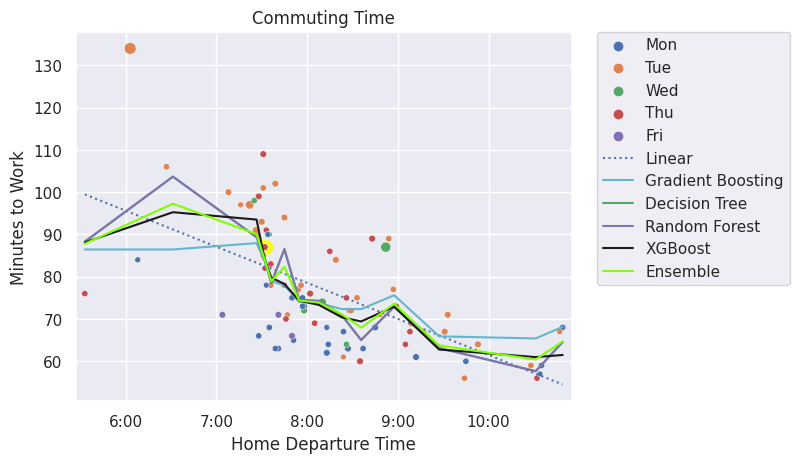 Commuting Time
Minutes to Work
130
120
110
100
90
80
70
60
6:00
7:00
8:00
9:00
10:00
Home Departure Time
Mon
Tue
Wed
Thu
Fri
Linear
Gradient Boosting
Decision Tree
Random Forest
XGBoost
Ensemble